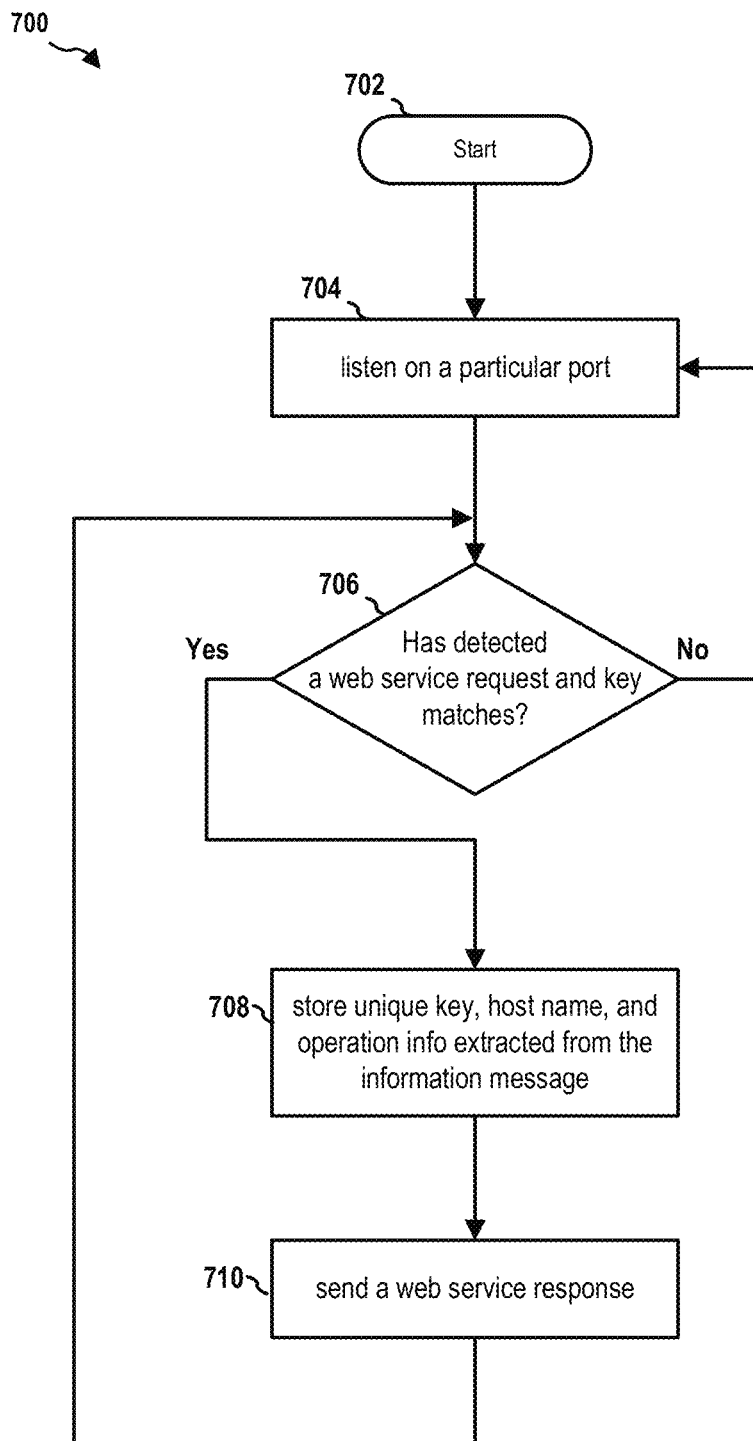 700
702
Start
704
listen on a particular port
706
Has detected
a web service request and key
matches?
Yes
No
708
store unique key, host name, and
operation info extracted from the
information message
710
send a web service response